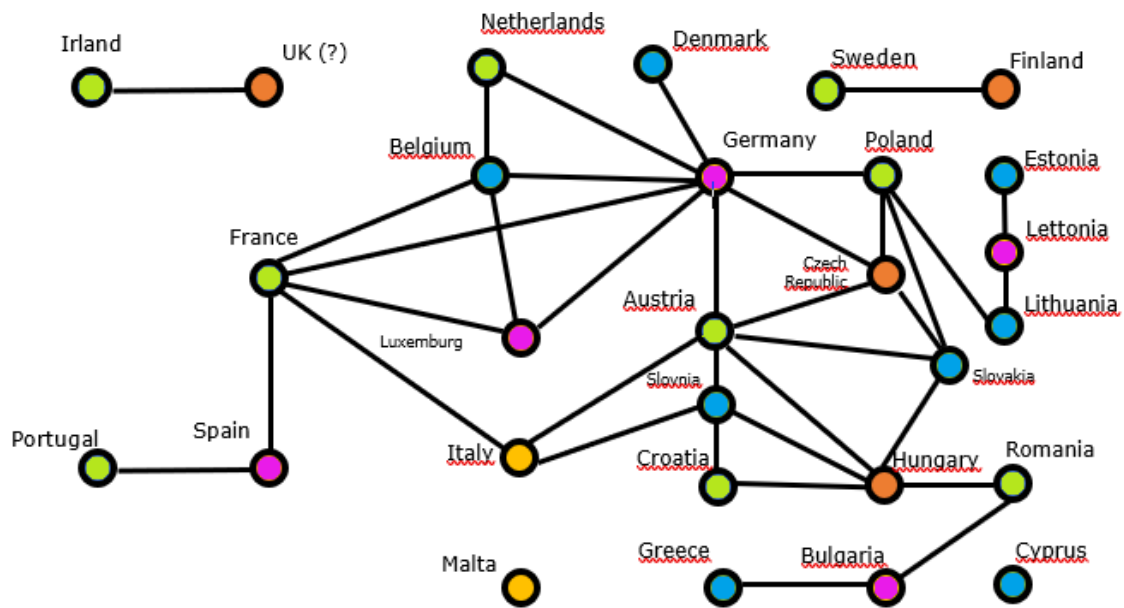 Netherlands
Denmark
Irland
UK (?)
Sweden
Finland
Belgium
Germany
Poland
Estonia
France
Lettonia
Czech
Republic
Austria
Lithuania
Luxemburg
Slovnia
Slovakia
Portugal
Spain
Italy
Croatia
Hungary
Romania
Malta
Greece
Bulgaria
Cyprus